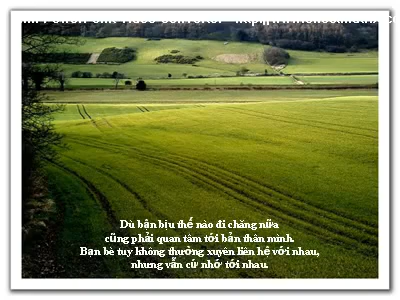 Dù bận bịu thế nào đi chăng nữa
cũng phải quan tâm tới bản thân mình.
Bạn bè tuy không thường xuyên liên hệ với nhau,
nhưng vẫn cứ nhớ tới nhau.